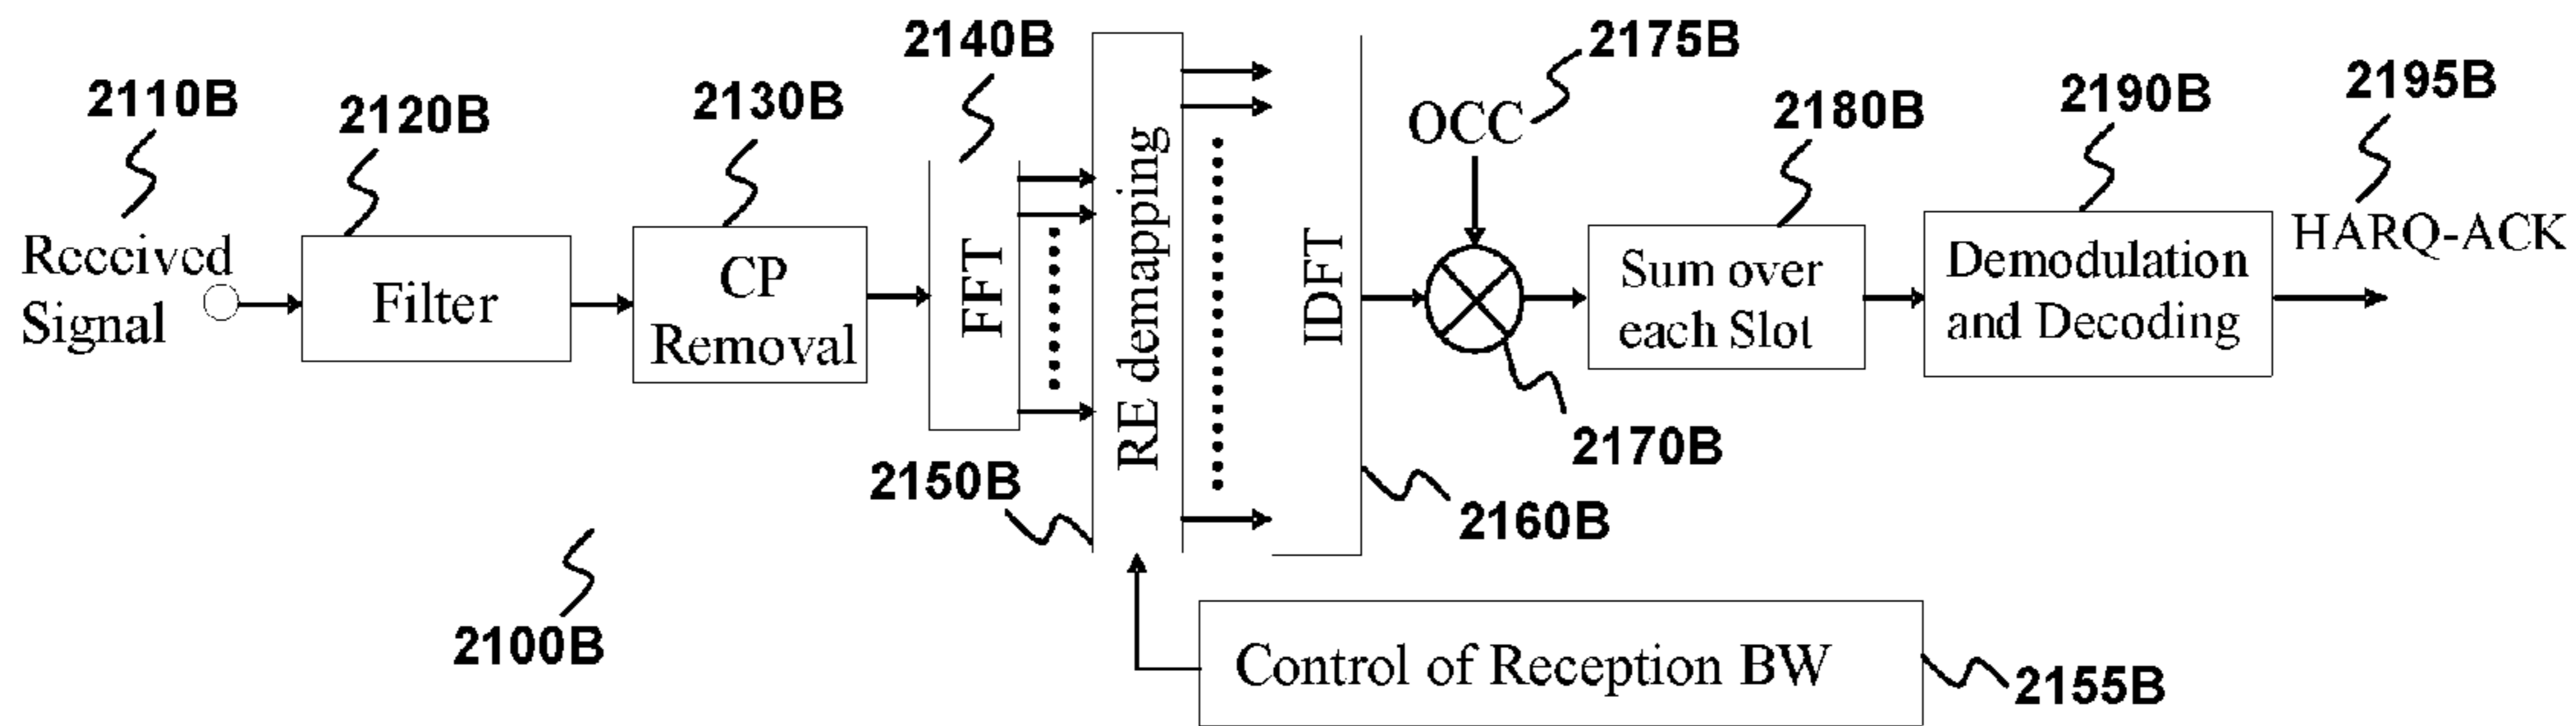 2110B
Received
Signal
2120B
Filter
2130B
CP
Removal
2140B
FFT
2150B
RE demapping
2160B
IDFT
OCC
2175B
2170B
2180B
Sum over
each Slot
2190B
Demodulation
and Decoding
2195B
HARQ-ACK
2100B
Control of Reception BW
2155B